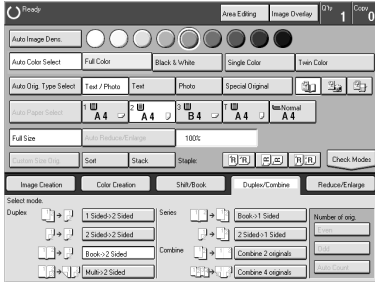 Ready
Area Editing
Image Overlay
Q'ty
1
Copy
0
Auto Image Dens.
Auto Color Select
Full Color
Black & White
Single Color
Twin Color
Auto Orig. Type Select
Text / Photo
Text
Photo
Special Original
Auto Paper Select
1
A4
2
A4
3
B4
T
A4
Normal
A4
Full Size
Auto Reduce/Enlarge
100%
Custom Size Orig.
Sort
Stack
Staple:
Check Modes
Image Creation
Color Creation
Shift/Book
Duplex/Combine
Reduce/Enlarge
Select mode.
Duplex
1 Sided->2 Sided
Series
Book->1 Sided
Number of orig.
2 Sided->2 Sided
2 Sided->1 Sided
Even
Book->2 Sided
Combine
Combine 2 originals
Odd
Multi->2 Sided
Combine 4 originals
Auto Count